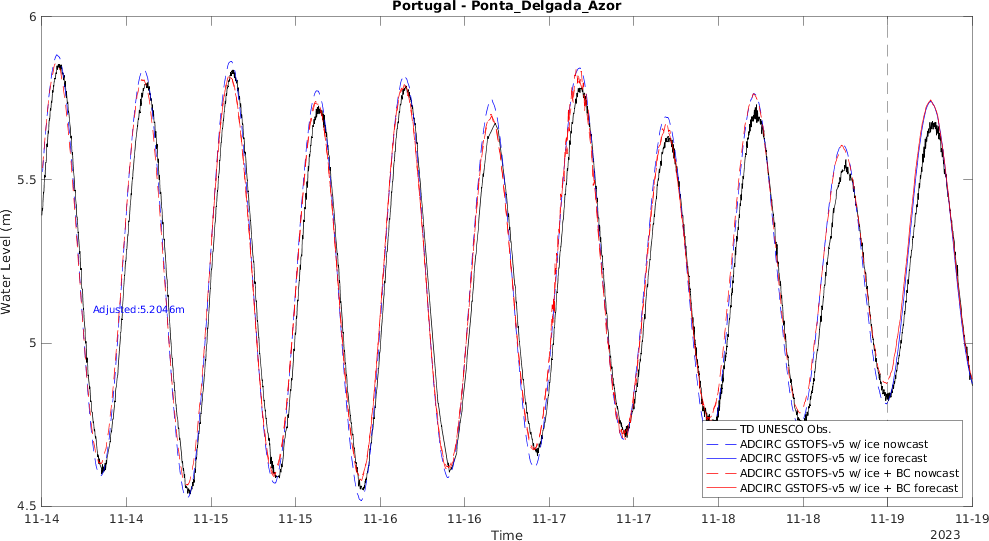 Portugal - Ponta_Delgada_Azor
6
5.5
5
4.5
Water Level (m)
Adjusted:5.2046m
TD UNESCO Obs.
ADCIRC GSTOFS-v5 w/ ice nowcast
ADCIRC GSTOFS-v5 w/ ice forecast
ADCIRC GSTOFS-v5 w/ ice + BC nowcast
ADCIRC GSTOFS-v5 w/ ice + BC forecast
11-14 11-14 11-15 11-15 11-16 11-16 11-17 11-17 11-18 11-18 11-19 11-19
Time
2023